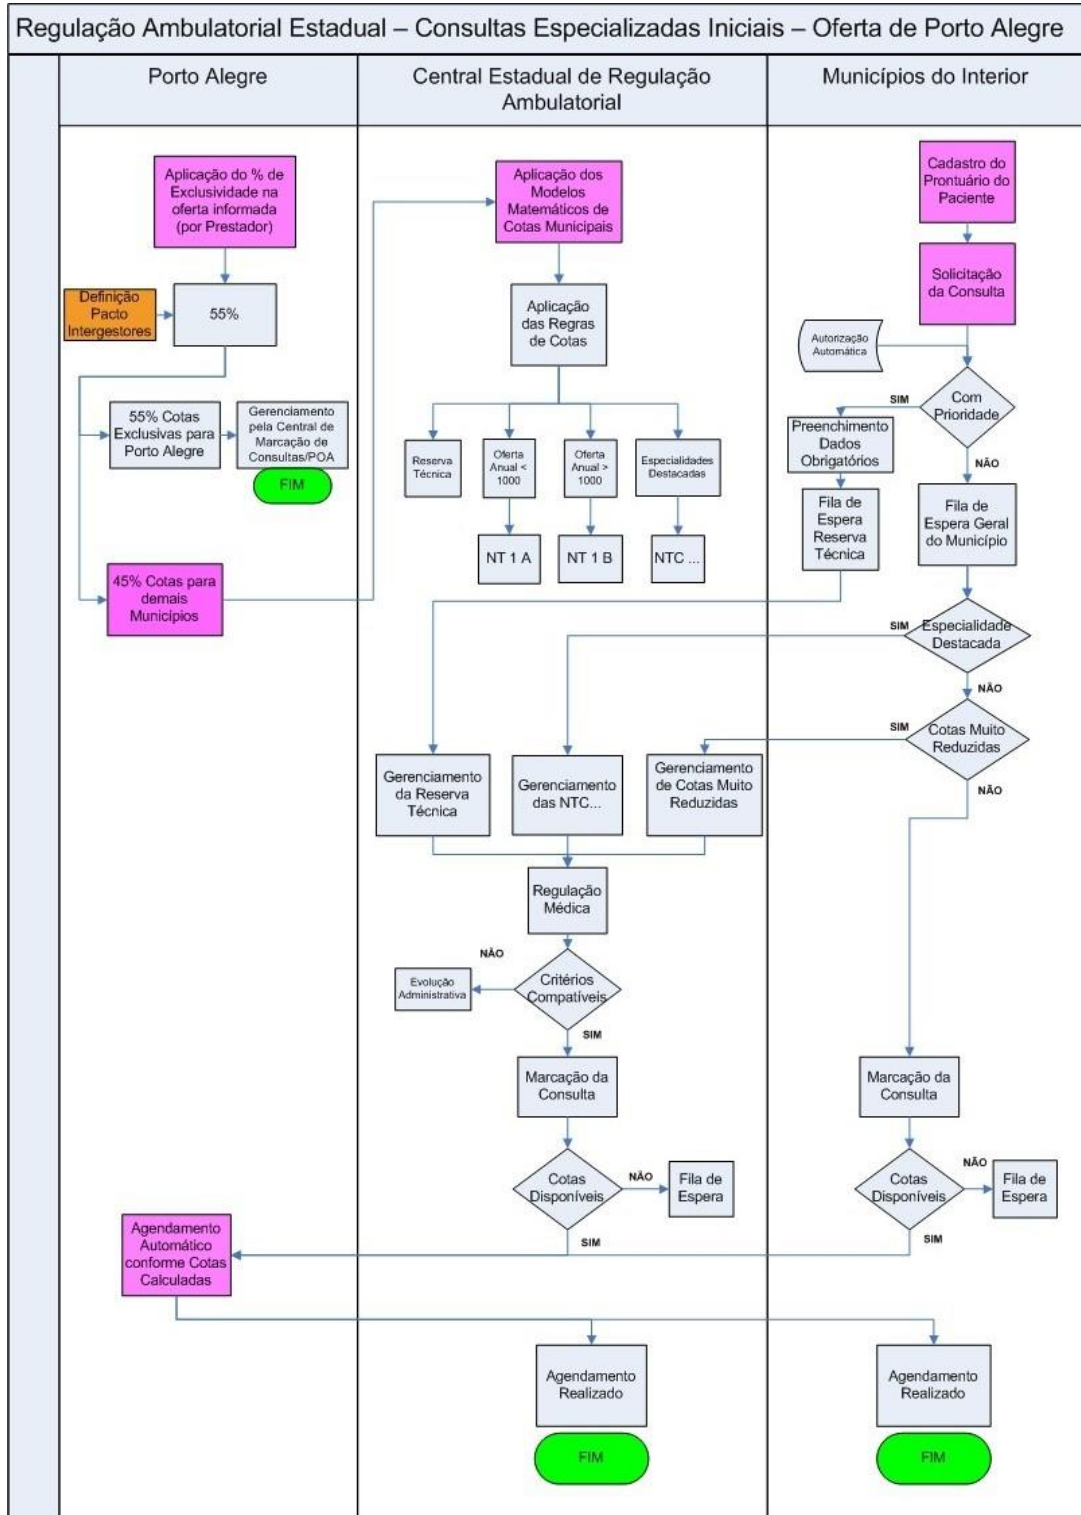 Regulação Ambulatorial Estadual – Consultas Especializadas Iniciais – Oferta de Porto Alegre
Porto Alegre
Central Estadual de Regulação
Ambulatorial
Municípios do Interior
Aplicação do % de
Exclusividade na
oferta informada
(por Prestador)
Definição
Pacto
Intergestores
55%
55% Cotas
Exclusivas para
Porto Alegre
Gerenciamento
pela Central de
Marcação de
Consultas/POA
FIM
45% Cotas para
demais
Municípios
Aplicação dos
Modelos
Matemáticos de
Cotas Municipais
Aplicação
das Regras
de Cotas
Reserva
Técnica
Oferta
Anual <
1000
Oferta
Anual >
1000
Especialidades
Destacadas
NT 1 A
NT 1 B
NTC ...
Cadastro do
Prontuário do
Paciente
Solicitação
da Consulta
Autorização
Automática
Com
Prioridade
SIM
NÃO
Preenchimento
Dados
Obrigatórios
Fila de
Espera
Reserva
Técnica
Fila de
Espera Geral
do Município
Especialidade
Destacada
SIM
NÃO
Cotas Muito
Reduzidas
SIM
NÃO
Gerenciamento
da Reserva
Técnica
Gerenciamento
das NTC...
Gerenciamento
de Cotas Muito
Reduzidas
Regulação
Médica
NÃO
Evolução
Administrativa
Critérios
Compatíveis
SIM
Marcação da
Consulta
Cotas
Disponíveis
NÃO
Fila de
Espera
SIM
Marcação da
Consulta
Cotas
Disponíveis
NÃO
Fila de
Espera
SIM
Agendamento
Automático
conforme Cotas
Calculadas
Agendamento
Realizado
FIM
Agendamento
Realizado
FIM